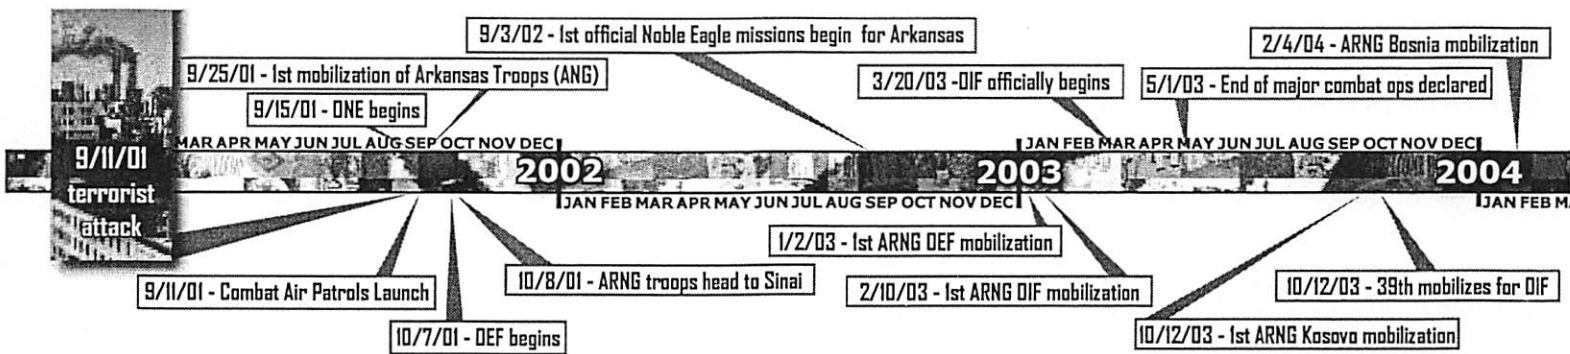 9/3/02 - 1st official Noble Eagle missions begin for Arkansas
2/4/04 - ARNG Bosnia mobilization
9/25/01 - 1st mobilization of Arkansas Troops (ANG)
3/20/03 -OIF officially begins
5/1/03 - End of major combat ops declared
9/15/01 - ONE begins
9/11/01
terrorist
attack
MAR APR MAY JUN JUL AUG SEP OCT NOV DEC
JAN FEB MAR APR MAY JUN JUL AUG SEP OCT NOV DEC
2002
2003
2004
JAN FEB MAR APR MAY JUN JUL AUG SEP OCT NOV DEC
JAN FEB
1/2/03 - 1st ARNG OEF mobilization
9/11/01 - Combat Air Patrols Launch
10/8/01 - ARNG troops head to Sinai
2/10/03 - 1st ARNG OIF mobilization
10/12/03 - 39th mobilizes for OIF
10/7/01 - OEF begins
10/12/03 - 1st ARNG Kosovo mobilization